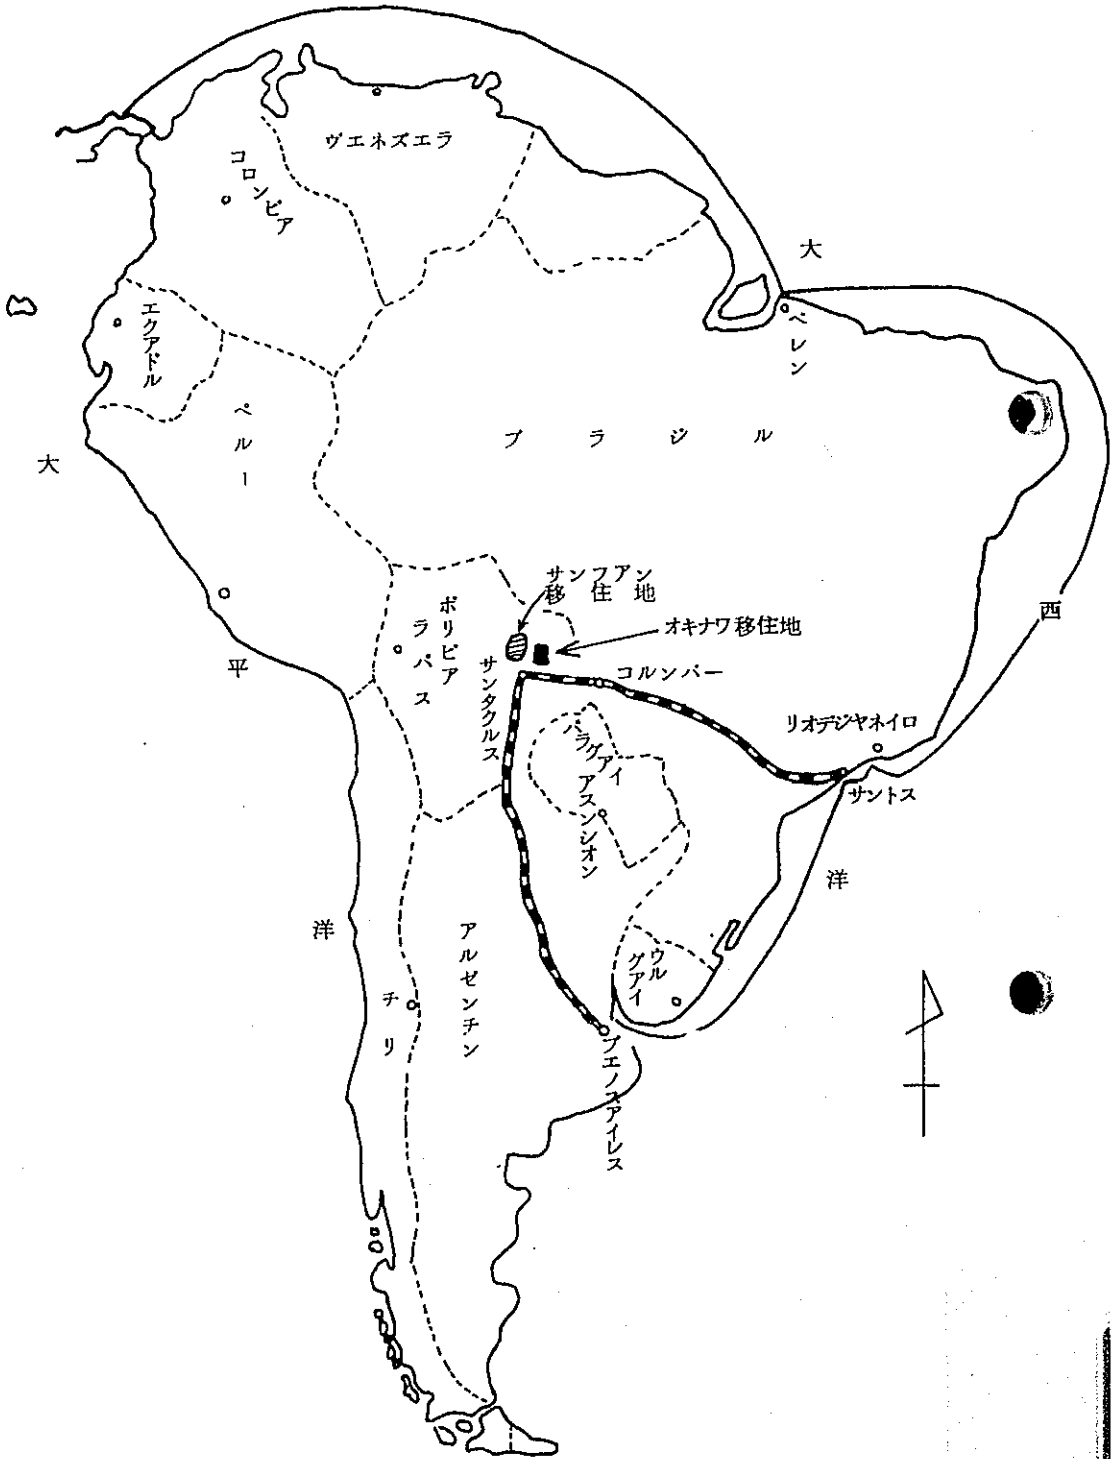 ヴエネズエラ
コロンビア
大
エクアドル
ベレン
ペルー
ブラジル
大
サンフアン
移住地
ボリビア
ラパス
オキナワ移住地
西
平
サンタクルス
コルンバー
パラグアイ
リオデジヤネイロ
アスンシオン
サントス
洋
洋
アルゼンチン
ウル
グアイ
チリ
ブエノスアイレス